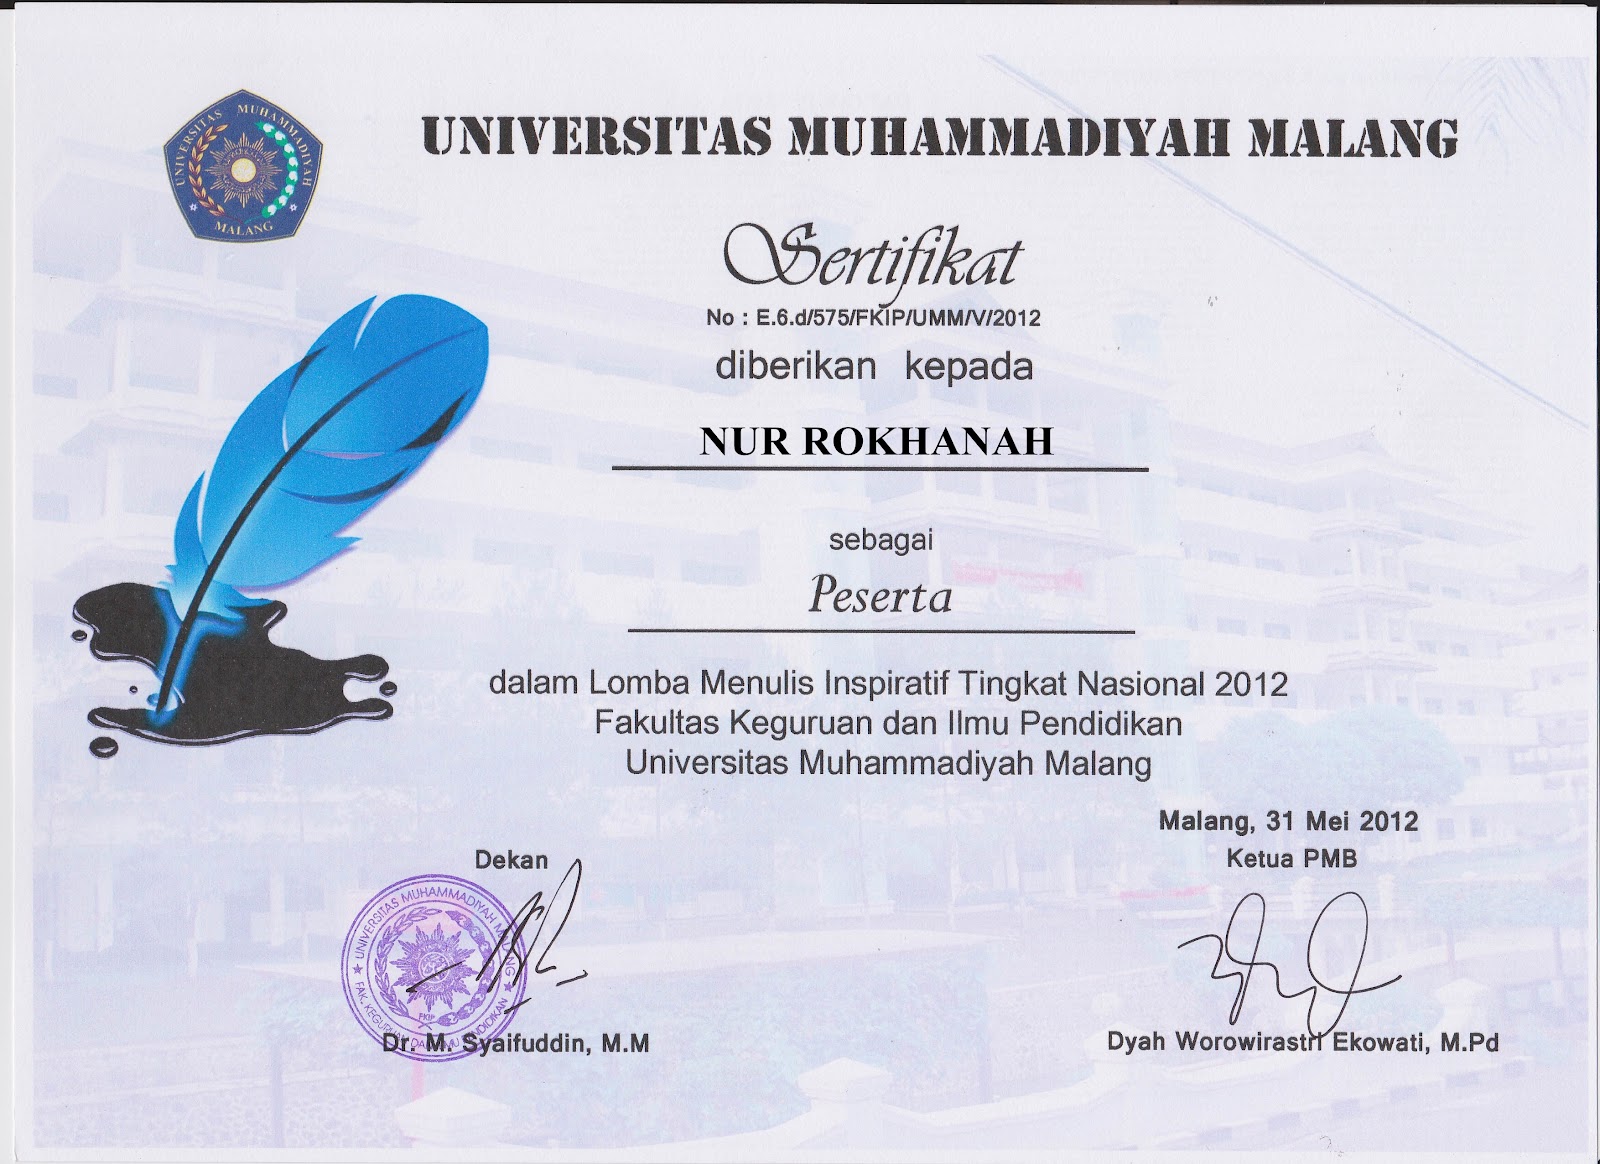 UNIVERSITAS MUHAMMADIYAH MALANG
UNIVERSITAS MUHAMMADIYAH
MALANG
Sertifikat
No : E.6.d/575/FKIP/UMM/V/2012
diberikan kepada
NUR ROKHANAH
sebagai
Peserta
dalam Lomba Menulis Inspiratif Tingkat Nasional 2012
Fakultas Keguruan dan Ilmu Pendidikan
Universitas Muhammadiyah Malang
Malang, 31 Mei 2012
Dekan
Ketua PMB
UNIVERSITAS MUHAMMADIYAH MALANG
FKIP
FAK. KEGURUAN DAN ILMU PENDIDIKAN
Dr. M. Syaifuddin, M.M
Dyah Worowirastri Ekowati, M.Pd